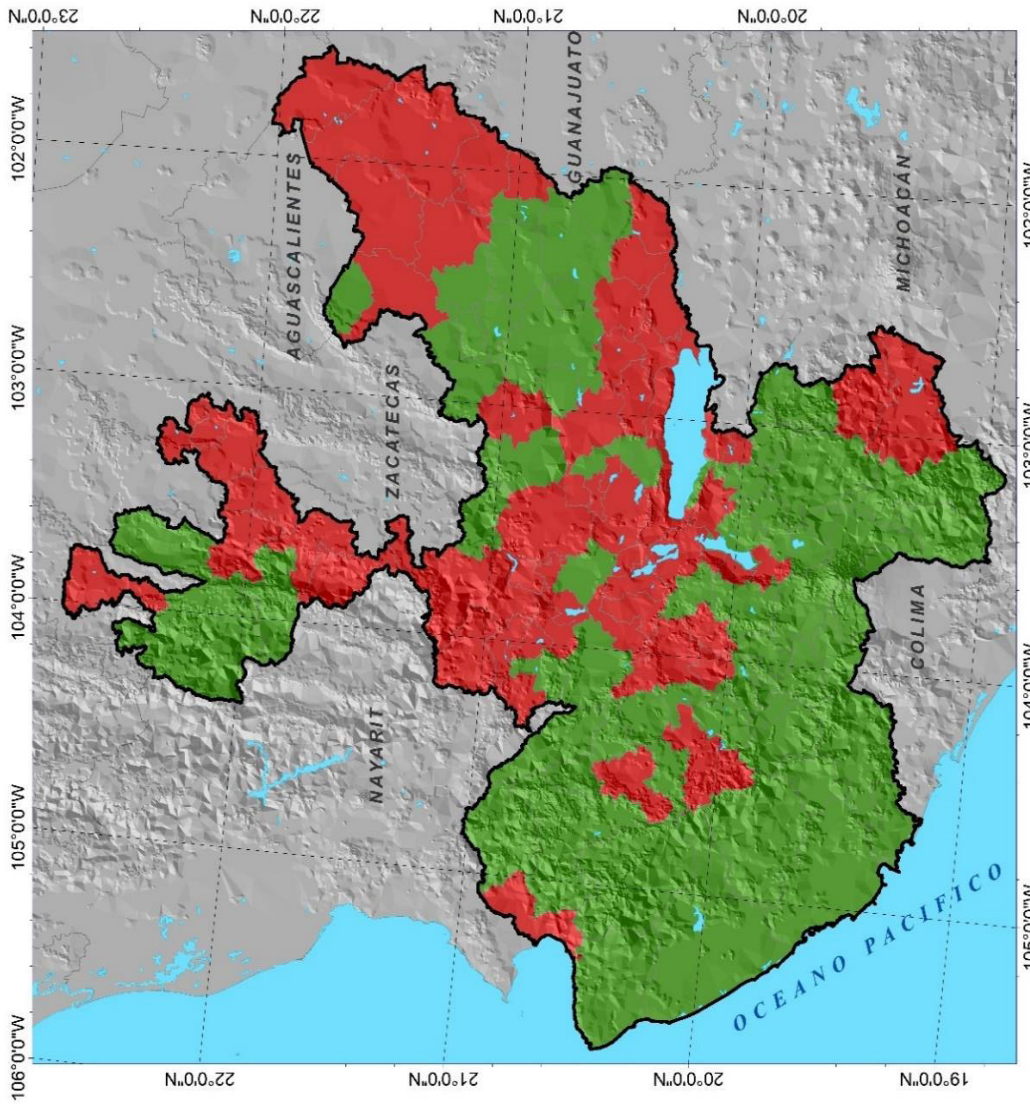 106°0'0"W 105°0'0"W 104°0'0"W 103°0'0"W 102°0'0"W
23°0'0"N
22°0'0"N
22°0'0"N
AGUASCALIENTES
NAYARIT
ZACATECAS
21°0'0"N
21°0'0"N
GUANAJUATO
20°0'0"N
20°0'0"N
OCEANO PACIFICO
COLIMA
MICHOACÁN
19°0'0"N
105°0'0"W 104°0'0"W 103°0'0"W 102°0'0"W